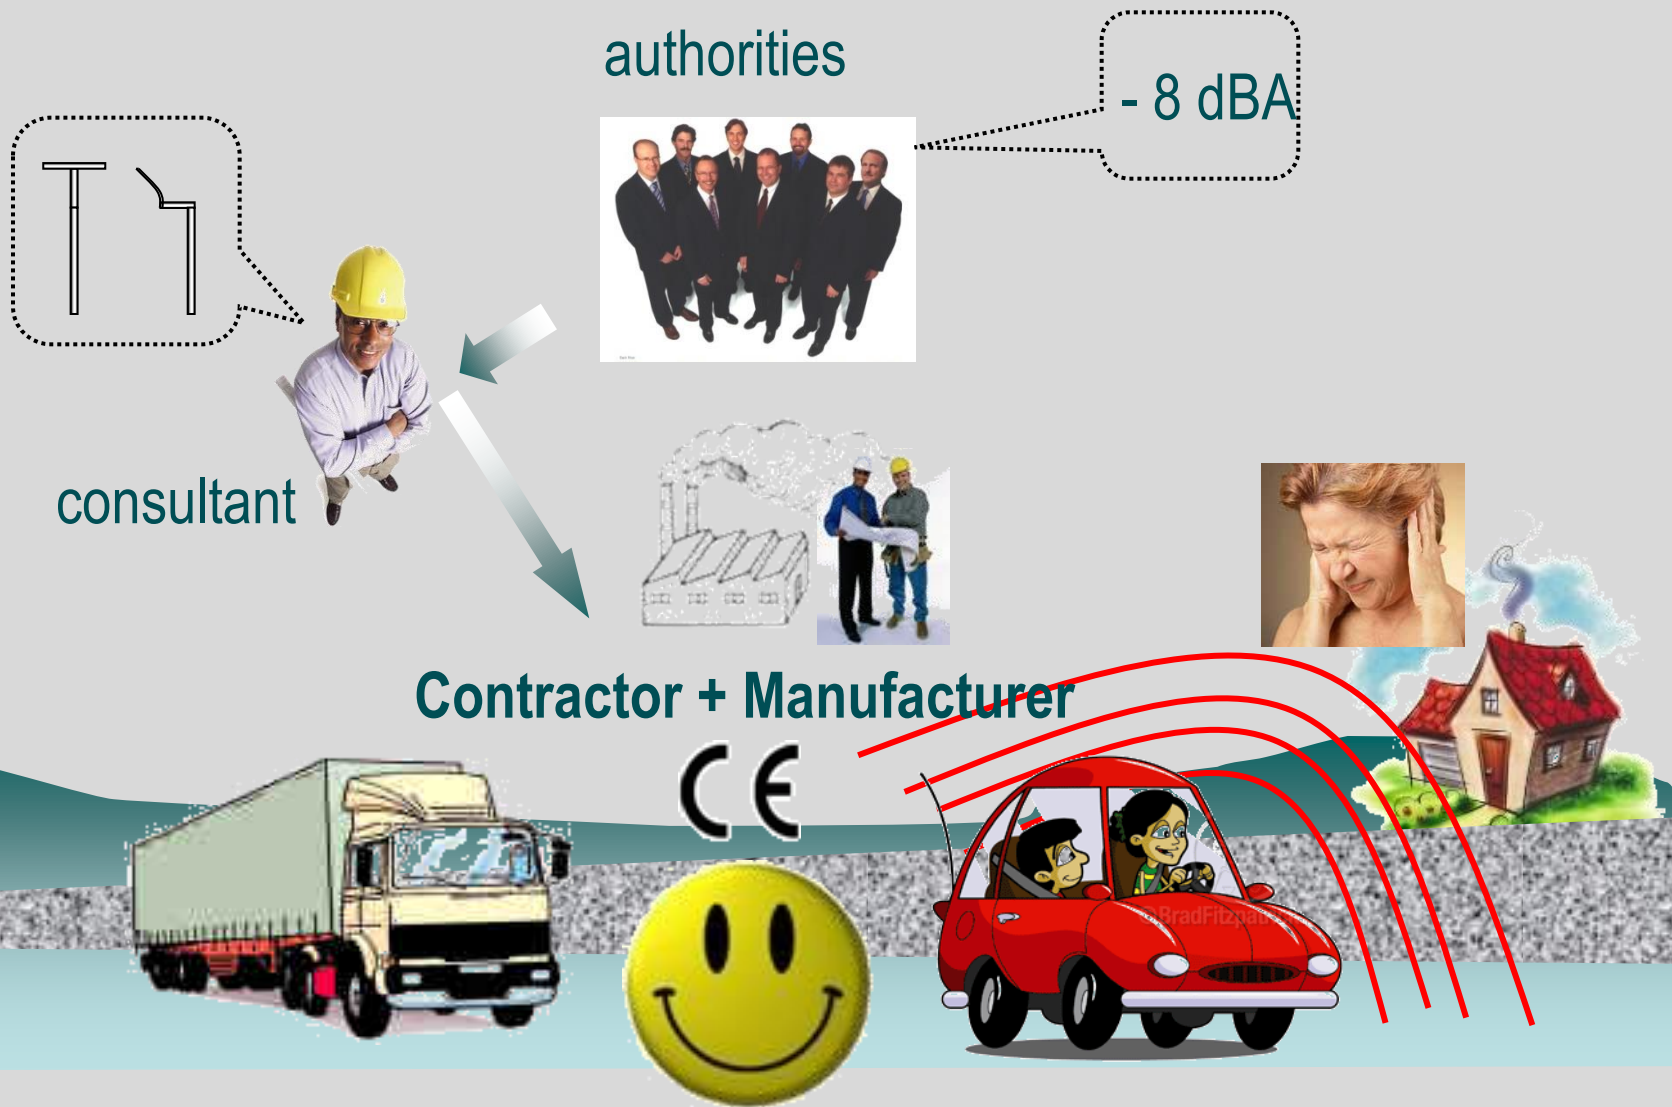 authorities
- 8 dBA
consultant
Contractor + Manufacturer
CE